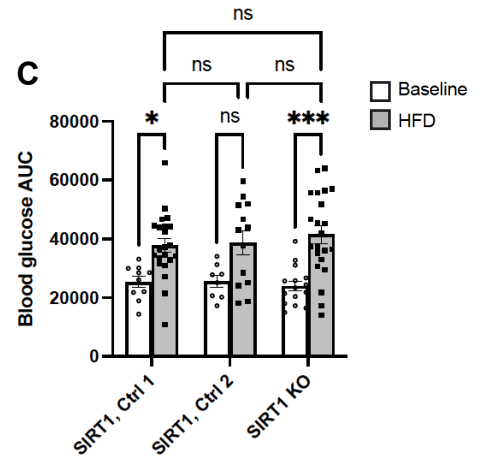 ns
C
ns
ns
Baseline
HFD
*
ns
***
80000
60000
40000
20000
0
Blood glucose AUC
SIRT1, Ctrl 1
SIRT1, Ctrl 2
SIRT1 KO